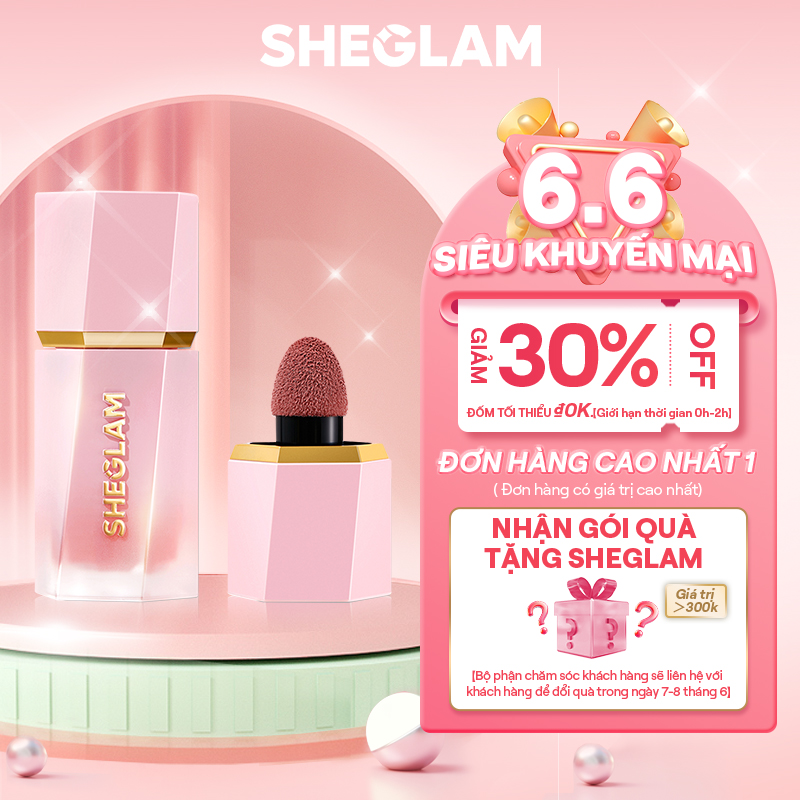 SHEGLAM
SHEGLAM
6.6
SIÊU KHUYẾN MẠI
GIẢM 30% OFF
ĐỐM TỐI THIỂU ₫0K.[Giới hạn thời gian 0h-2h]
ĐƠN HÀNG CAO NHẤT 1
( Đơn hàng có giá trị cao nhất)
NHẬN GÓI QUÀ
TẶNG SHEGLAM
Giá trị
>300k
? ? ? ?
[Bộ phận chăm sóc khách hàng sẽ liên hệ với
khách hàng để đổi quà trong ngày 7-8 tháng 6]